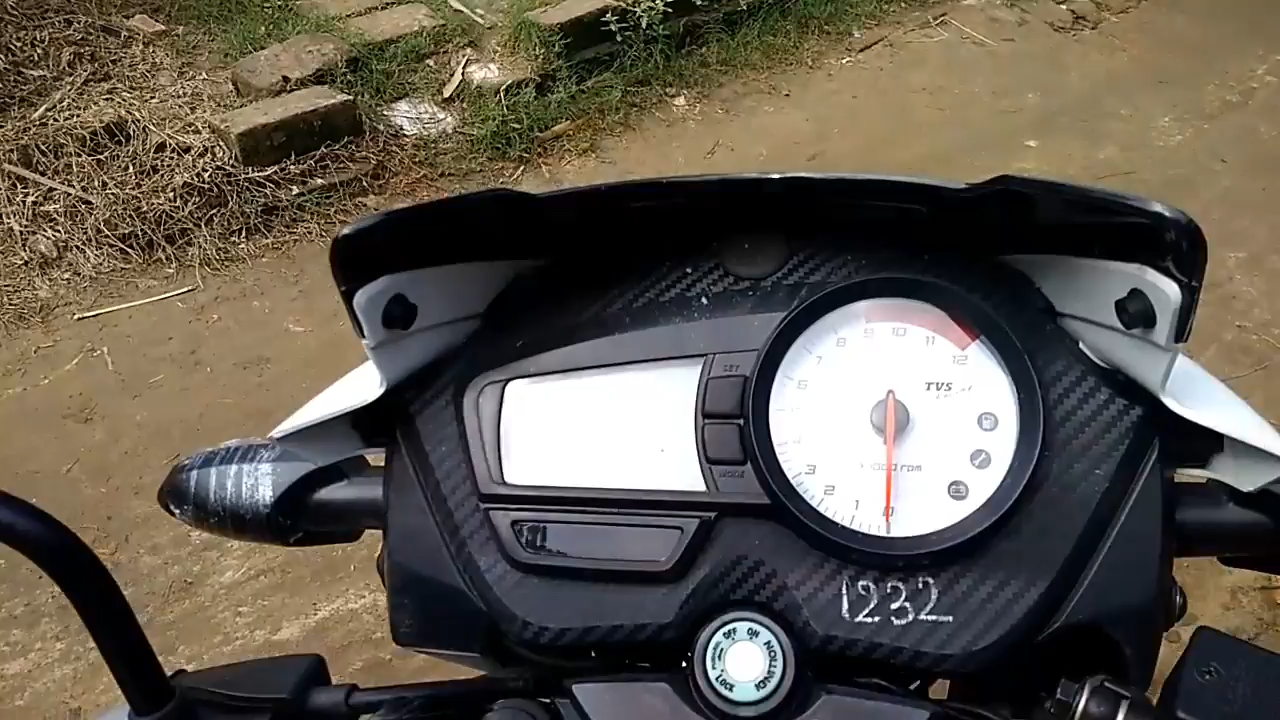 SET
MODE
8 9 10 11 12
7
6
3
2
1
0
TVS
x1000 rpm
1232
OFF ON
IGNITION
LOCK